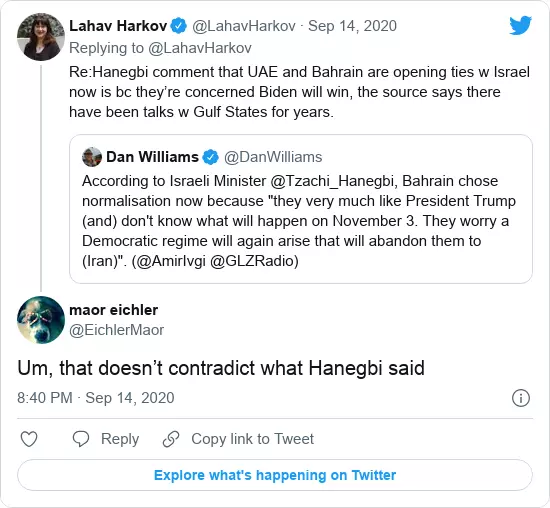 Lahav Harkov @LahavHarkov · Sep 14, 2020
Replying to @LahavHarkov
Re:Hanegbi comment that UAE and Bahrain are opening ties w Israel
now is bc they’re concerned Biden will win, the source says there
have been talks w Gulf States for years.
Dan Williams @DanWilliams
According to Israeli Minister @Tzachi_Hanegbi, Bahrain chose
normalisation now because "they very much like President Trump
(and) don't know what will happen on November 3. They worry a
Democratic regime will again arise that will abandon them to
(Iran)". (@AmirIvgi @GLZRadio)
maor eichler
@EichlerMaor
Um, that doesn’t contradict what Hanegbi said
8:40 PM · Sep 14, 2020
Reply Copy link to Tweet
Explore what's happening on Twitter